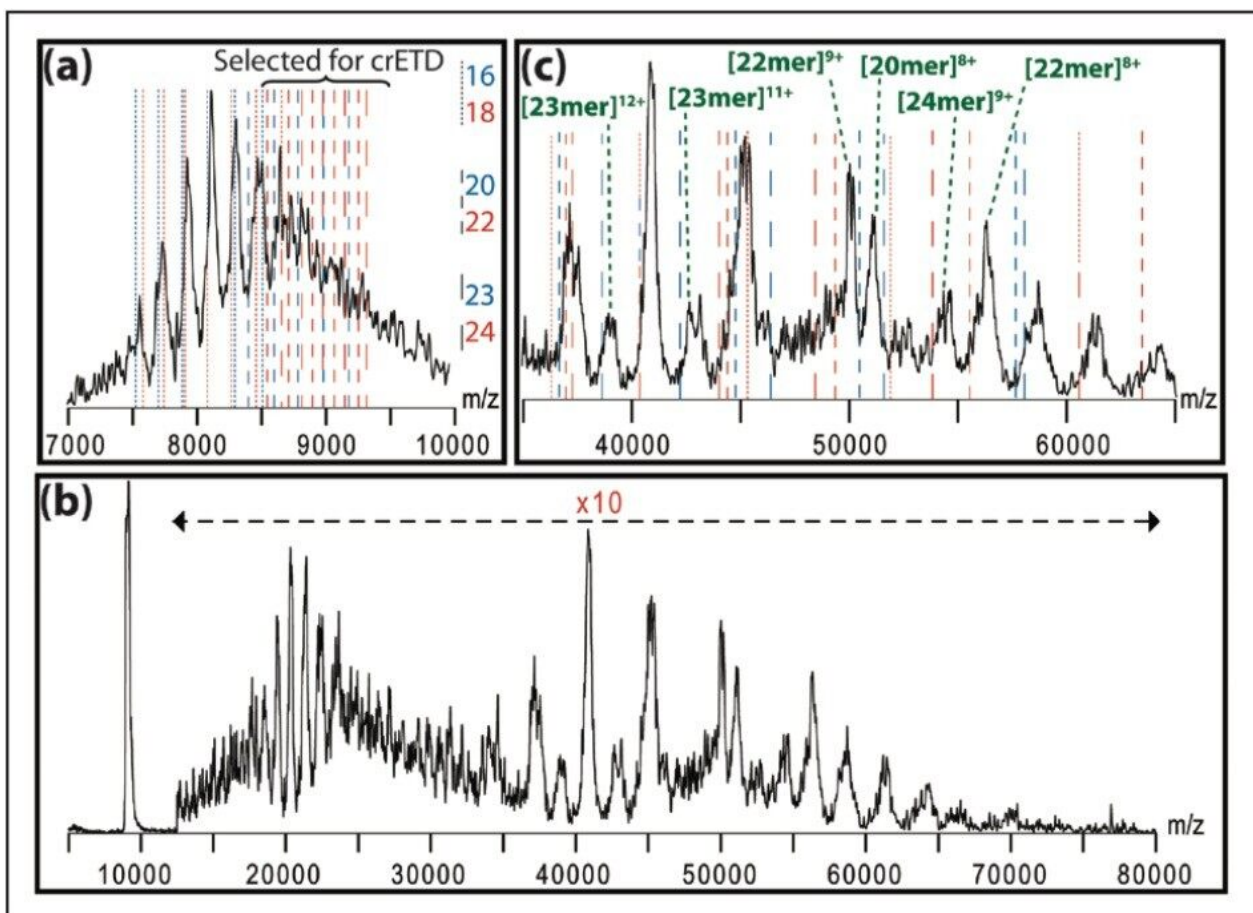 (a)
Selected for crETD
16
18
20
22
23
24
m/z
7000 8000 9000 10000
(c)
[23mer]12+
[23mer]11+
[22mer]9+
[20mer]8+
[24mer]9+
[22mer]8+
m/z
40000 50000 60000
(b)
x10
m/z
10000 20000 30000 40000 50000 60000 70000 80000